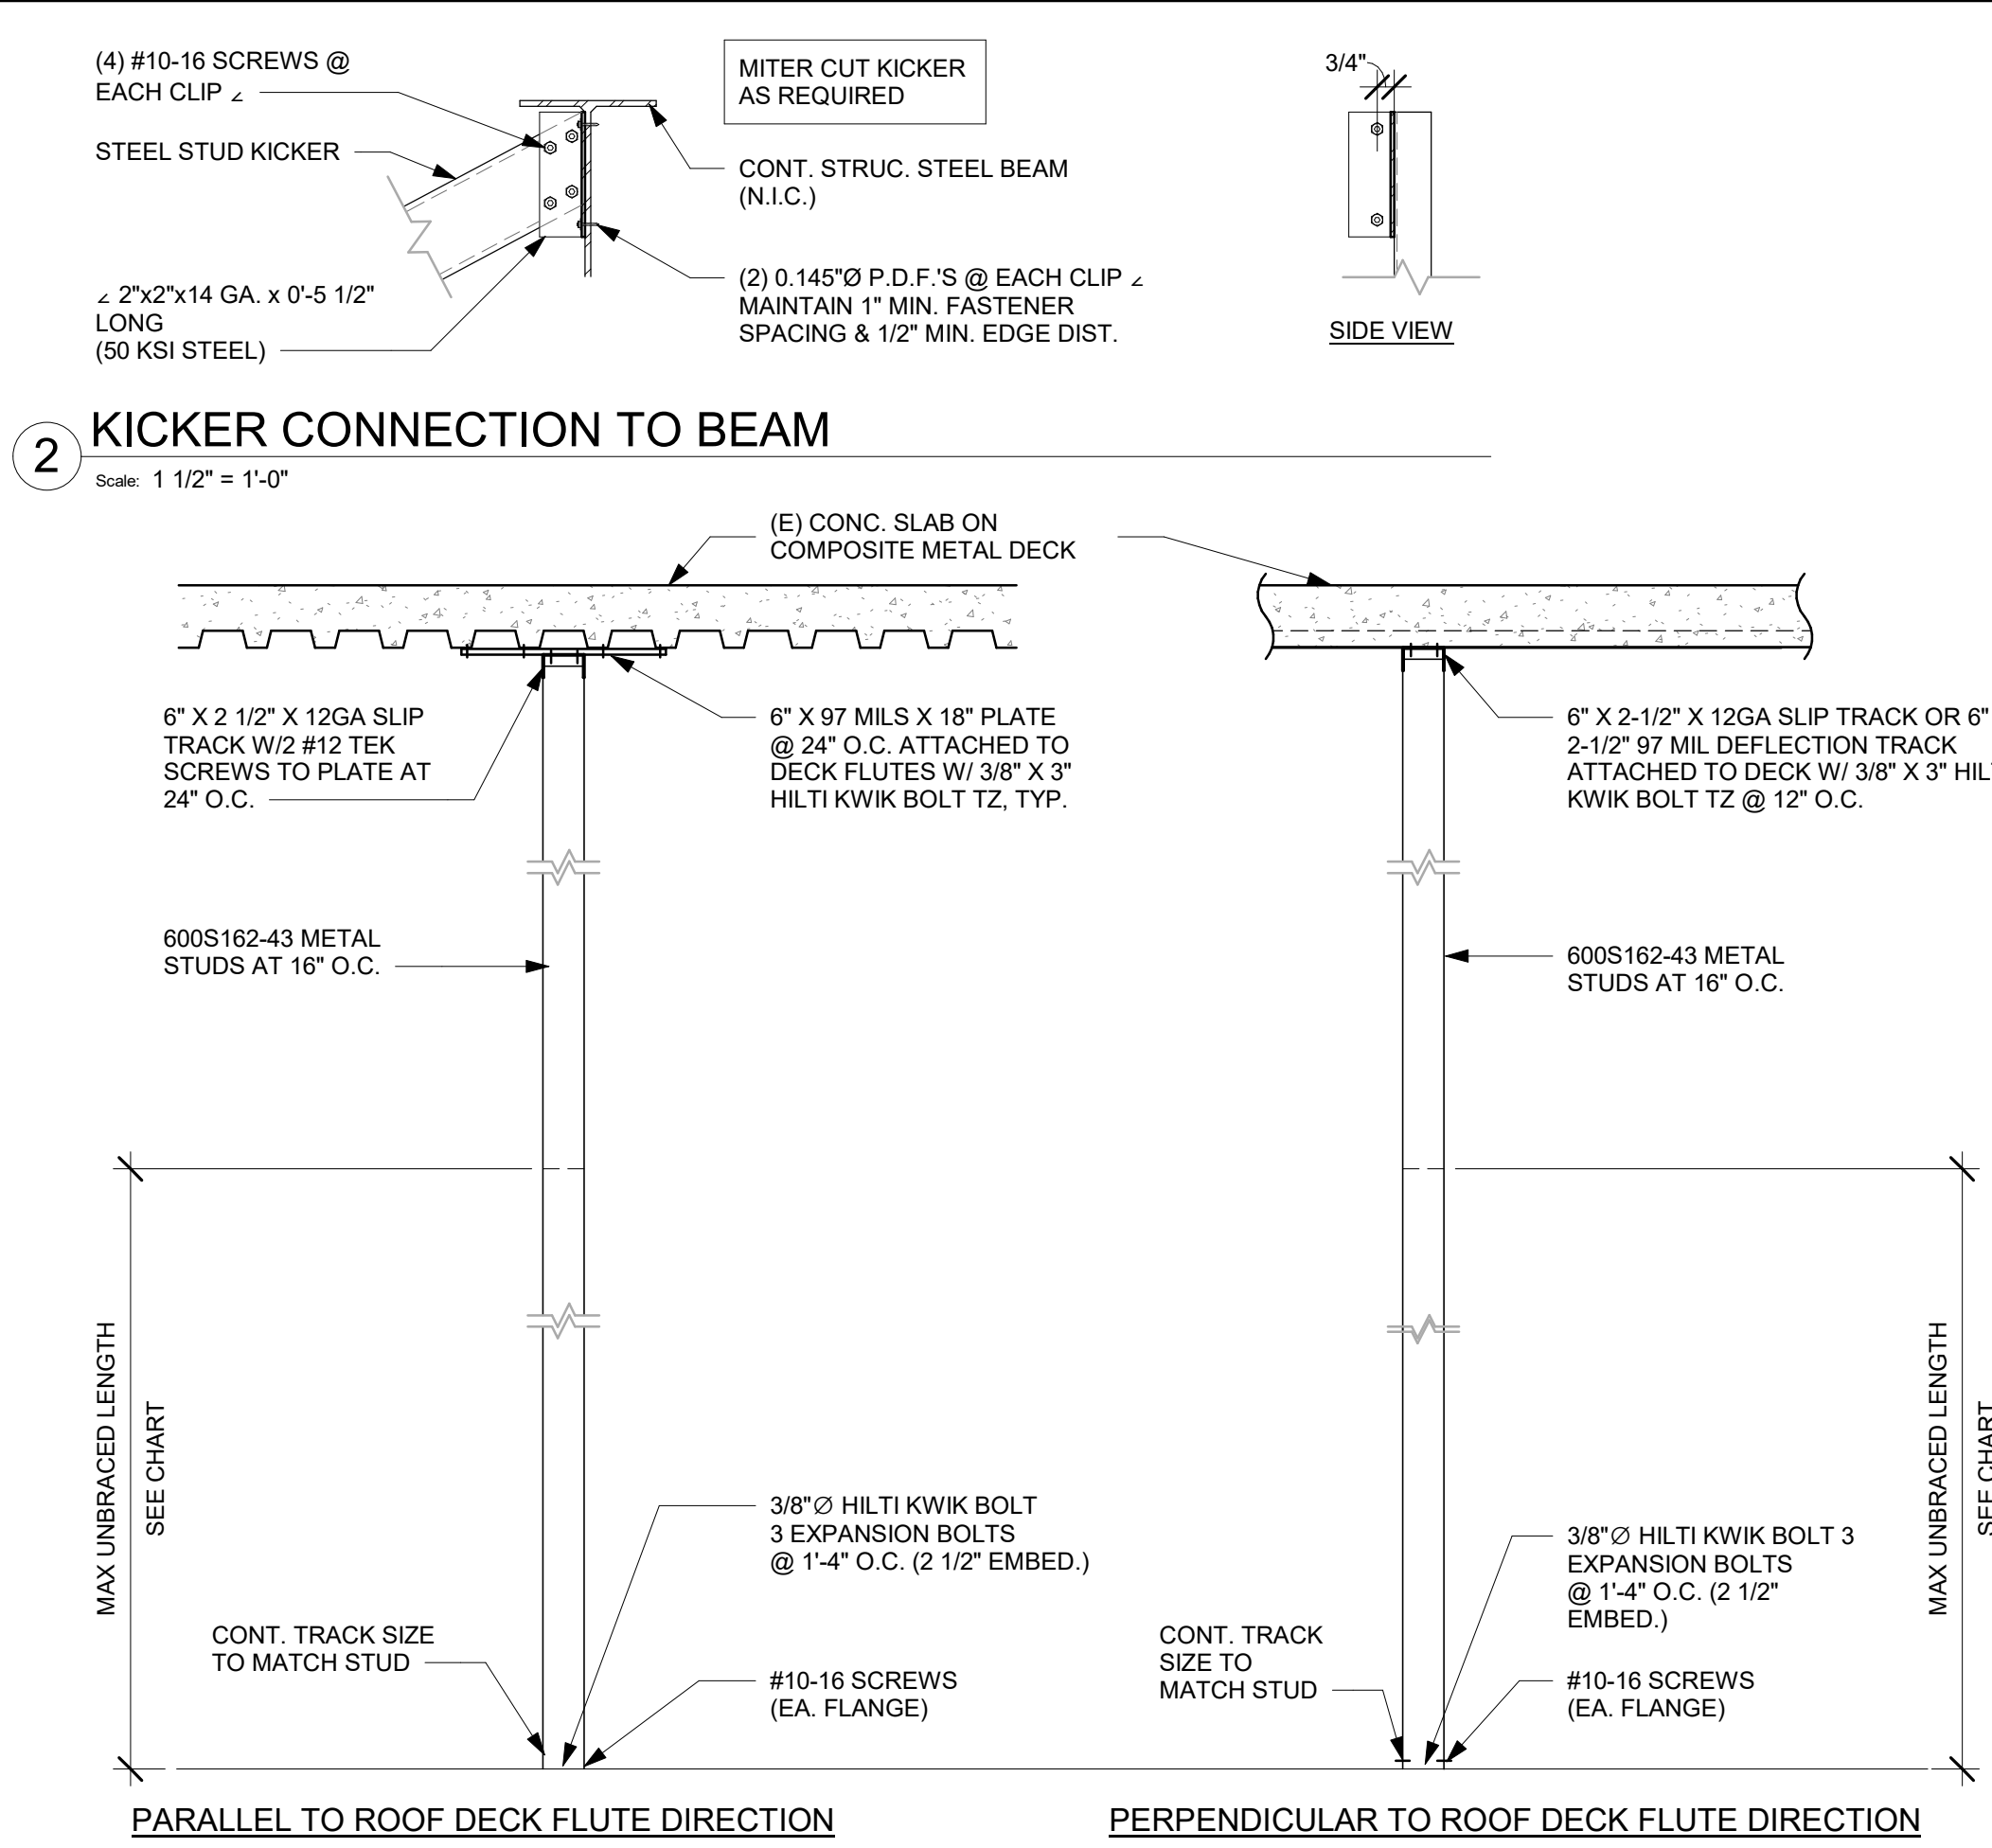 (4) #10-16 SCREWS @
EACH CLIP ∠
STEEL STUD KICKER
∠ 2"x2"x14 GA. x 0'-5 1/2"
LONG
(50 KSI STEEL)
MITER CUT KICKER
AS REQUIRED
CONT. STRUC. STEEL BEAM
(N.I.C.)
(2) 0.145"Ø P.D.F.'S @ EACH CLIP ∠
MAINTAIN 1" MIN. FASTENER
SPACING & 1/2" MIN. EDGE DIST.
3/4"
SIDE VIEW
2
KICKER CONNECTION TO BEAM
Scale: 1 1/2" = 1'-0"
(E) CONC. SLAB ON
COMPOSITE METAL DECK
6" X 2 1/2" X 12GA SLIP
TRACK W/2 #12 TEK
SCREWS TO PLATE AT
24" O.C.
6" X 97 MILS X 18" PLATE
@ 24" O.C. ATTACHED TO
DECK FLUTES W/ 3/8" X 3"
HILTI KWIK BOLT TZ, TYP.
6" X 2-1/2" X 12GA SLIP TRACK OR 6"
2-1/2" 97 MIL DEFLECTION TRACK
ATTACHED TO DECK W/ 3/8" X 3" HIL
KWIK BOLT TZ @ 12" O.C.
600S162-43 METAL
STUDS AT 16" O.C.
600S162-43 METAL
STUDS AT 16" O.C.
MAX UNBRACED LENGTH
SEE CHART
3/8"Ø HILTI KWIK BOLT
3 EXPANSION BOLTS
@ 1'-4" O.C. (2 1/2" EMBED.)
CONT. TRACK SIZE
TO MATCH STUD
#10-16 SCREWS
(EA. FLANGE)
3/8"Ø HILTI KWIK BOLT 3
EXPANSION BOLTS
@ 1'-4" O.C. (2 1/2"
EMBED.)
CONT. TRACK
SIZE TO
MATCH STUD
#10-16 SCREWS
(EA. FLANGE)
MAX UNBRACED LENGTH
SEE CHART
PARALLEL TO ROOF DECK FLUTE DIRECTION
PERPENDICULAR TO ROOF DECK FLUTE DIRECTION